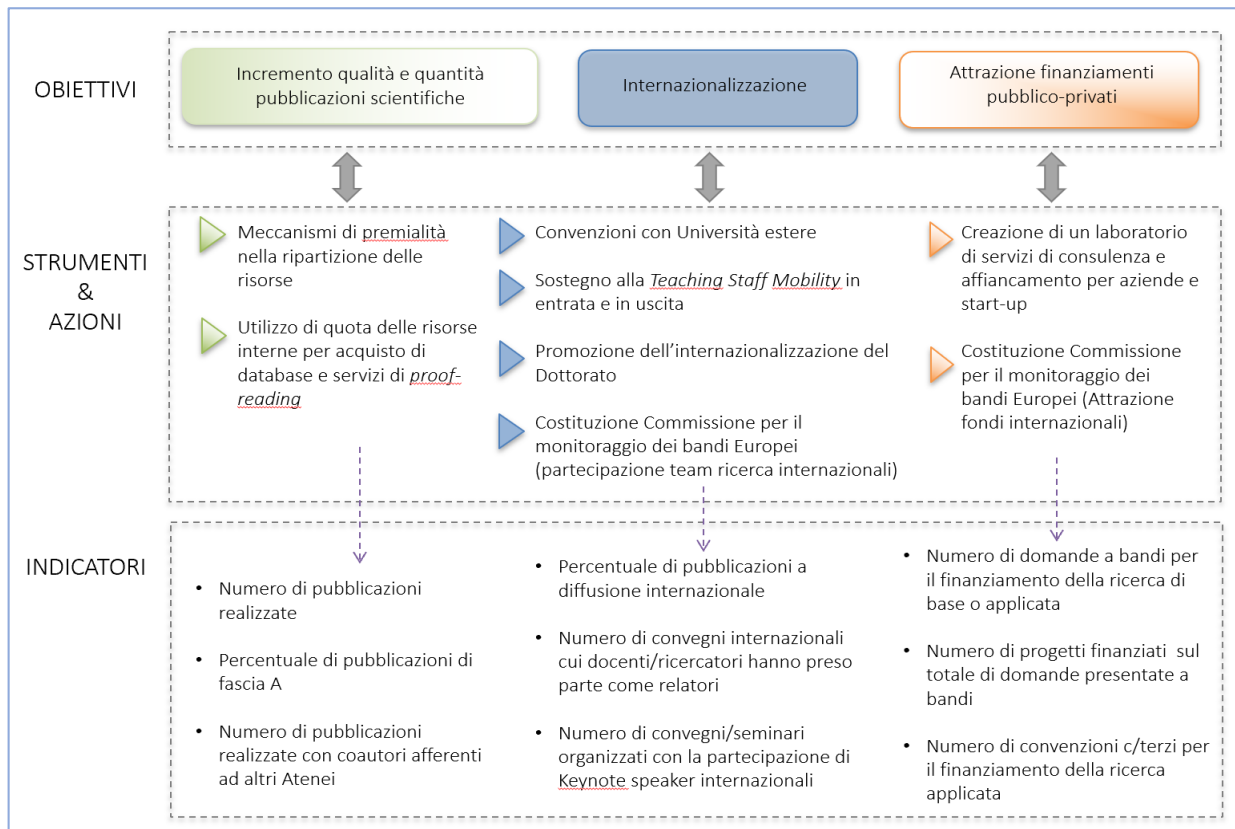 OBIETTIVI
Incremento qualità e quantità
pubblicazioni scientifiche
Internazionalizzazione
Attrazione finanziamenti
pubblico-privati
STRUMENTI
&
AZIONI
Meccanismi di premialità
nella ripartizione delle
risorse
Utilizzo di quota delle risorse
interne per acquisto di
database e servizi di proof-
reading
Convenzioni con Università estere
Sostegno alla Teaching Staff Mobility in
entrata e in uscita
Promozione dell'internazionalizzazione del
Dottorato
Costituzione Commissione per il
monitoraggio dei bandi Europei
(partecipazione team ricerca internazionali)
Creazione di un laboratorio
di servizi di consulenza e
affiancamento per aziende e
start-up
Costituzione Commissione
per il monitoraggio dei
bandi Europei (Attrazione
fondi internazionali)
INDICATORI
• Numero di pubblicazioni
realizzate
• Percentuale di pubblicazioni di
fascia A
• Numero di pubblicazioni
realizzate con coautori afferenti
ad altri Atenei
• Percentuale di pubblicazioni a
diffusione internazionale
• Numero di convegni internazionali
cui docenti/ricercatori hanno preso
parte come relatori
• Numero di convegni/seminari
organizzati con la partecipazione di
Keynote speaker internazionali
• Numero di domande a bandi per
il finanziamento della ricerca di
base o applicata
• Numero di progetti finanziati sul
totale di domande presentate a
bandi
• Numero di convenzioni c/terzi per
il finanziamento della ricerca
applicata